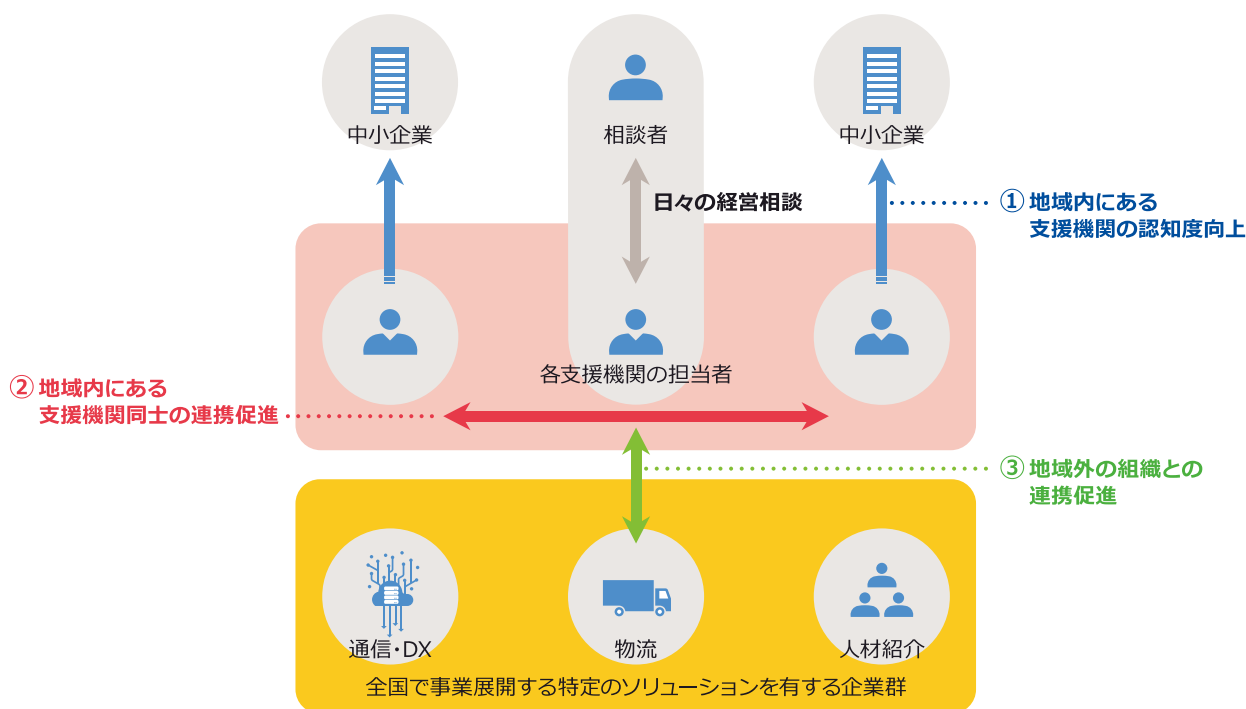 中小企業
相談者
中小企業
日々の経営相談
① 地域内にある
支援機関の認知度向上
各支援機関の担当者
② 地域内にある
支援機関同士の連携促進
③ 地域外の組織との
連携促進
通信・DX
物流
人材紹介
全国で事業展開する特定のソリューションを有する企業群